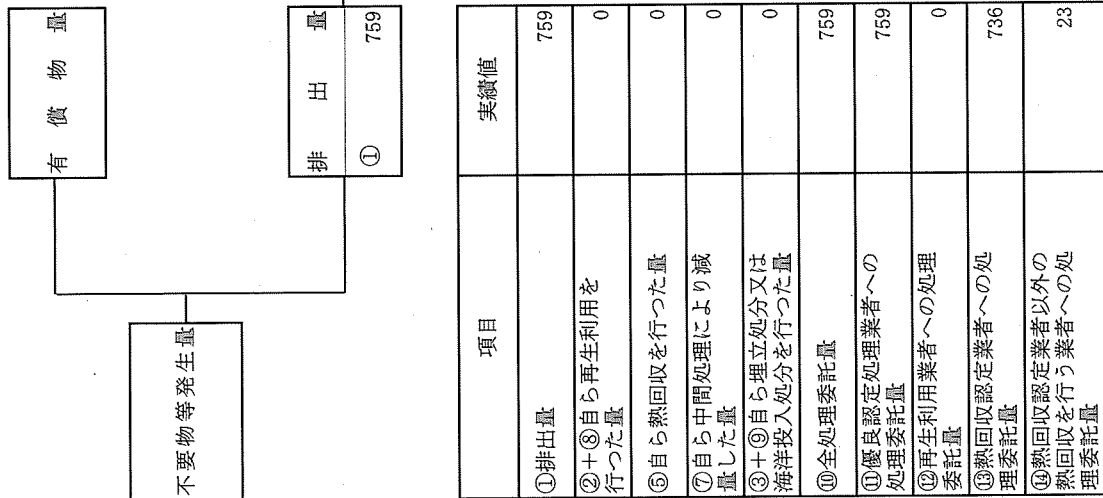 有償物量
不要物等発生量
排出量
① 759
項目 実績値
①排出量 759
②+⑧自ら再生利用を
行つた量 0
⑤自ら熱回収を行つた量 0
⑦自ら中間処理により減
量した量 0
③+⑨自ら埋立処分又は
海洋投入処分を行つた量 0
⑩全処理委託量 759
⑪優良認定処理業者への
処理委託量 759
⑫再生利用業者への処理
委託量 0
⑬熱回収認定業者への処
理委託量 736
⑭熱回収認定業者以外の
熱回収を行う業者への処
理委託量 23